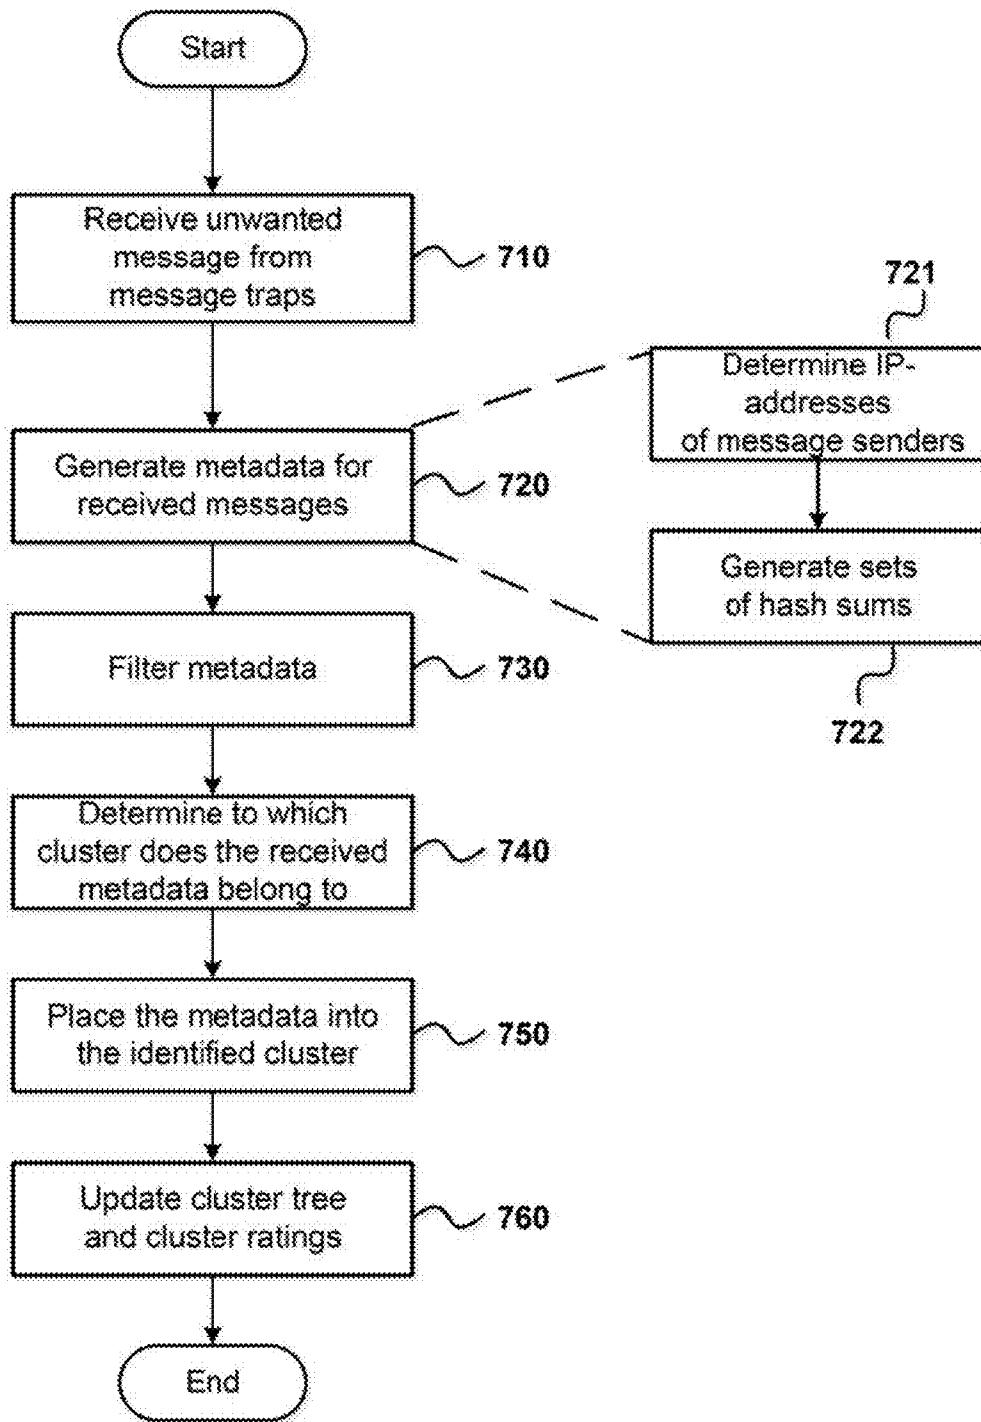 Start
Receive unwanted
message from
message traps
710
721
Determine IP-
addresses
of message senders
Generate metadata for
received messages
720
Generate sets
of hash sums
722
Filter metadata
730
Determine to which
cluster does the received
metadata belong to
740
Place the metadata into
the identified cluster
750
Update cluster tree
and cluster ratings
760
End